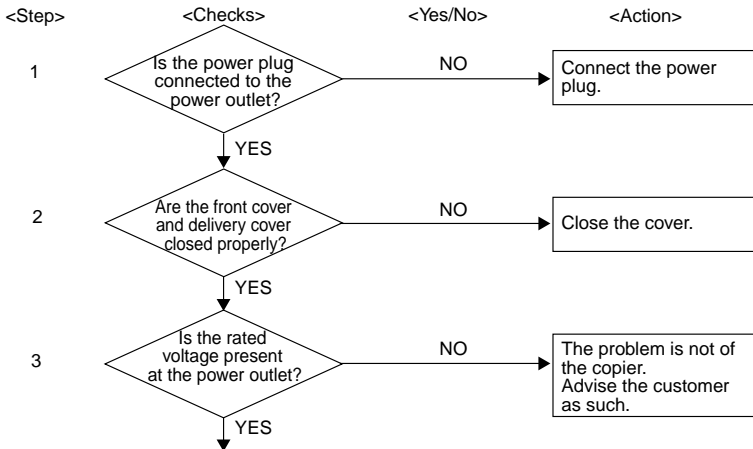 <Step> <Checks> <Yes/No> <Action>
1
Is the power plug
connected to the
power outlet?
NO
Connect the power
plug.
YES
2
Are the front cover
and delivery cover
closed properly?
NO
Close the cover.
YES
3
Is the rated
voltage present
at the power outlet?
NO
The problem is not of
the copier.
Advise the customer
as such.
YES